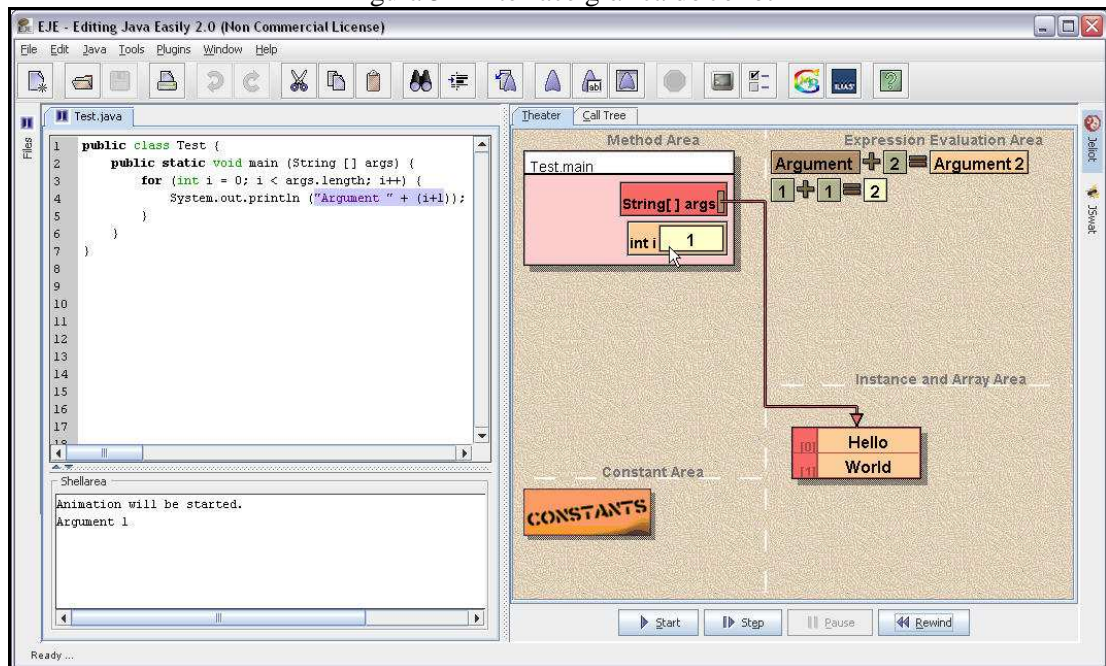 EJE - Editing Java Easily 2.0 (Non Commercial License)
File Edit Java Tools Plugins Window Help
Files
Test.java
1 public class Test {
2 public static void main (String [] args) {
3 for (int i = 0; i < args.length; i++) {
4 System.out.println ("Argument " + (i+1));
5 }
6 }
7 }
8
9
10
11
12
13
14
15
16
17
18
Shellarea
Animation will be started.
Argument 1
Theater Call Tree
Method Area
Test.main
String[ ] args
int i 1
Expression Evaluation Area
Argument + 2 = Argument 2
1 + 1 = 2
Instance and Array Area
[0] Hello
[1] World
Constant Area
CONSTANTS
Start Step Pause Rewind
Jeliot
JSwat
ILIAS
Ready ...